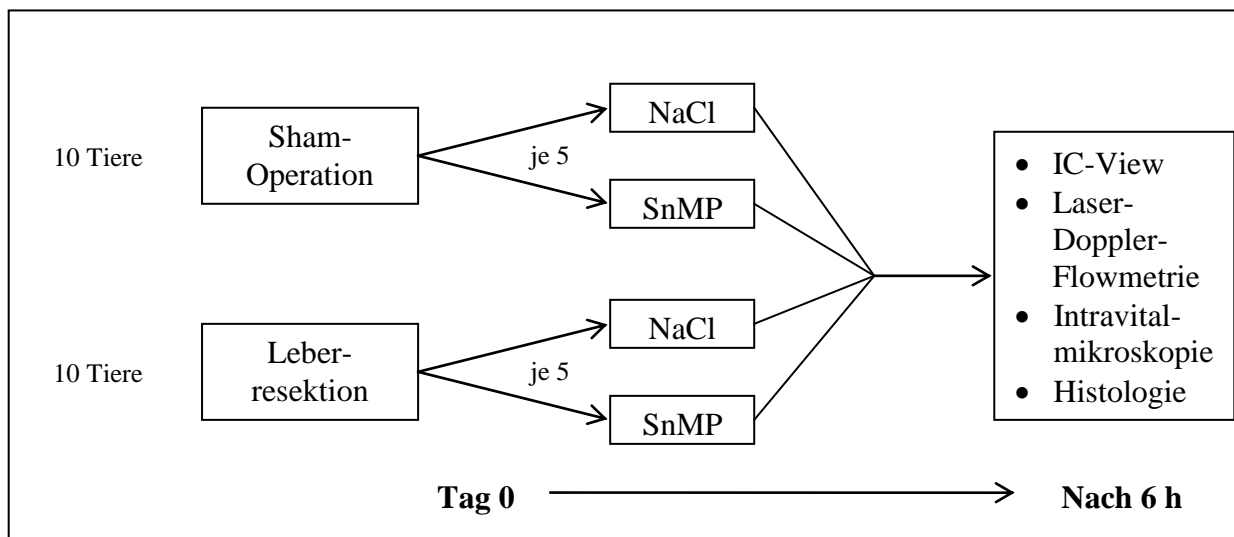 10 Tiere
Sham-
Operation
je 5
NaCl
SnMP
10 Tiere
Leber-
resektion
je 5
NaCl
SnMP
• IC-View
• Laser-
Doppler-
Flowmetrie
• Intravital-
mikroskopie
• Histologie
Tag 0
Nach 6 h